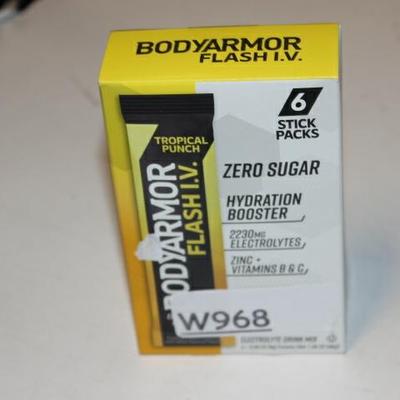 BODYARMOR
FLASH I.V.
6
STICK
PACKS
TROPICAL
PUNCH
BODYARMOR
FLASH I.V.
ZERO SUGAR
HYDRATION
BOOSTER
2230MG
ELECTROLYTES
ZINC +
VITAMINS B & C
W968
ELECTROLYTE DRINK MIX